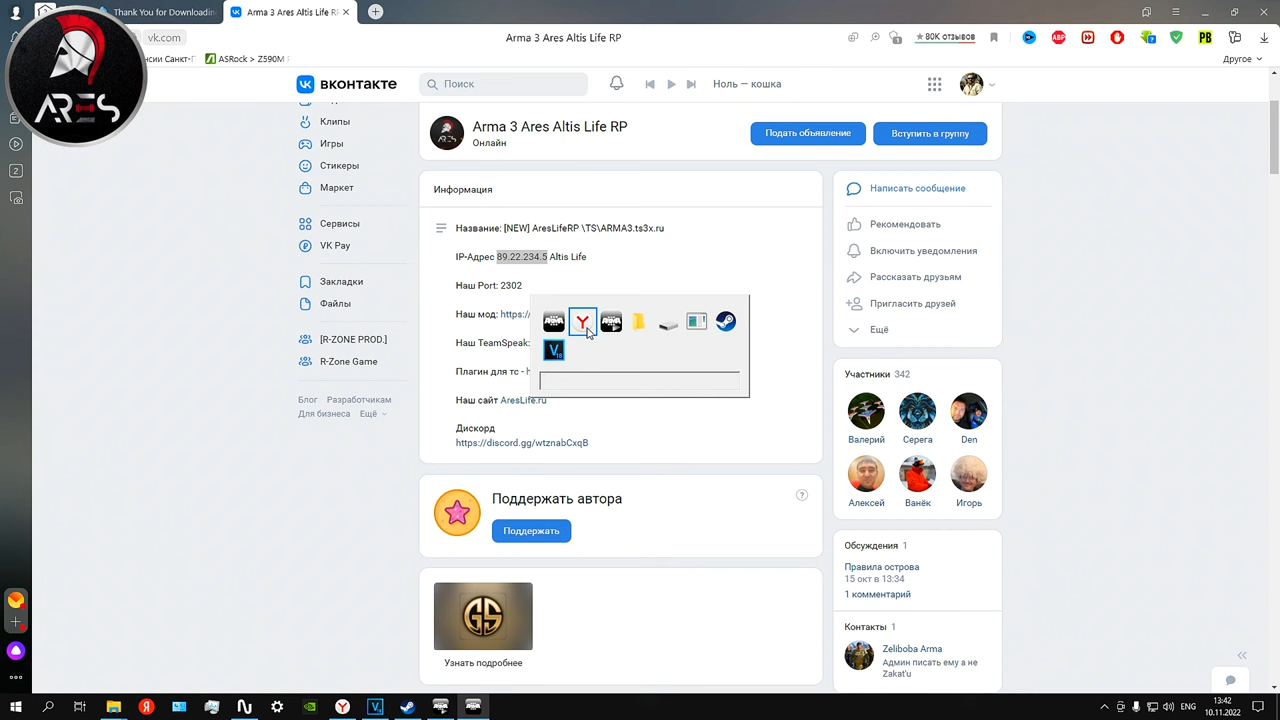 Thank You for Downloadin
Arma 3 Ares Altis Life RP
vk.com
Arma 3 Ares Altis Life RP
80K отзывов
ABP
PB
нсии Санкт-Г
ASRock > Z590M
Другое
ARES
ВКОНТАКТЕ
Поиск
Ноль — кошка
Клипы
Игры
Стикеры
Маркет
Сервисы
VK Pay
Закладки
Файлы
[R-ZONE PROD.]
R-Zone Game
Блог Разработчикам
Для бизнеса Ещё
Arma 3 Ares Altis Life RP
Онлайн
Подать объявление
Вступить в группу
Информация
Название: [NEW] AresLifeRP \TS\ARMA3.ts3x.ru
IP-Адрес 89.22.234.5 Altis Life
Наш Port: 2302
Наш мод: https:/
Наш TeamSpeak:
Плагин для тс - h
Наш сайт AresLife.ru
Дискорд
https://discord.gg/wtznabCxqB
Поддержать автора
Поддержать
GS
Узнать подробнее
Написать сообщение
Рекомендовать
Включить уведомления
Рассказать друзьям
Пригласить друзей
Ещё
Участники 342
Валерий
Серега
Den
Алексей
Ванёк
Игорь
Обсуждения 1
Правила острова
15 окт в 13:34
1 комментарий
Контакты 1
Zeliboba Arma
Админ писать ему а не
Zakat'u
ENG
13:42
10.11.2022